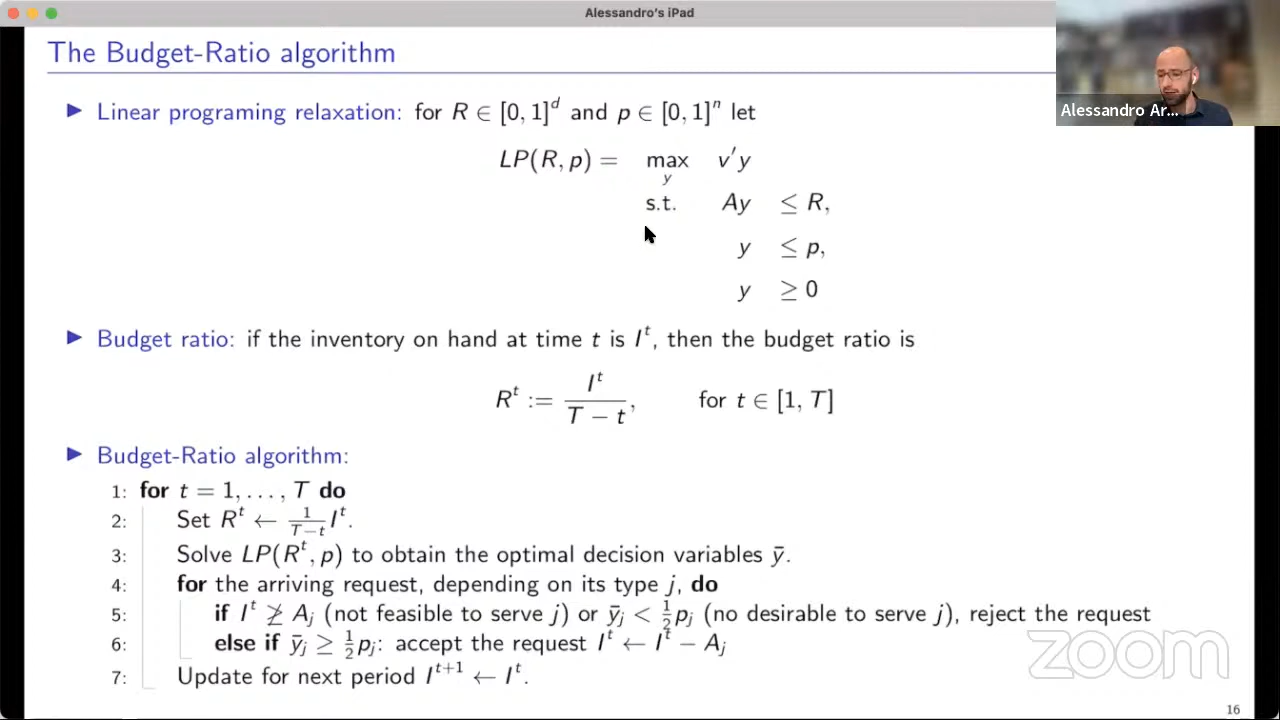 Alessandro's iPad
The Budget-Ratio algorithm
Alessandro Ar...
▶ Linear programing relaxation: for R ∈ [0, 1]^d and p ∈ [0, 1]^n let
LP(R, p) = max_y v′y
s.t. Ay ≤ R,
y ≤ p,
y ≥ 0
▶ Budget ratio: if the inventory on hand at time t is I^t, then the budget ratio is
R^t := I^t / (T − t), for t ∈ [1, T]
▶ Budget-Ratio algorithm:
1: for t = 1, . . . , T do
2: Set R^t ← 1/(T−t) I^t.
3: Solve LP(R^t, p) to obtain the optimal decision variables ȳ.
4: for the arriving request, depending on its type j, do
5: if I^t ≱ A_j (not feasible to serve j) or ȳ_j < 1/2 p_j (no desirable to serve j), reject the request
6: else if ȳ_j ≥ 1/2 p_j: accept the request I^t ← I^t − A_j
7: Update for next period I^{t+1} ← I^t.
zoom
16